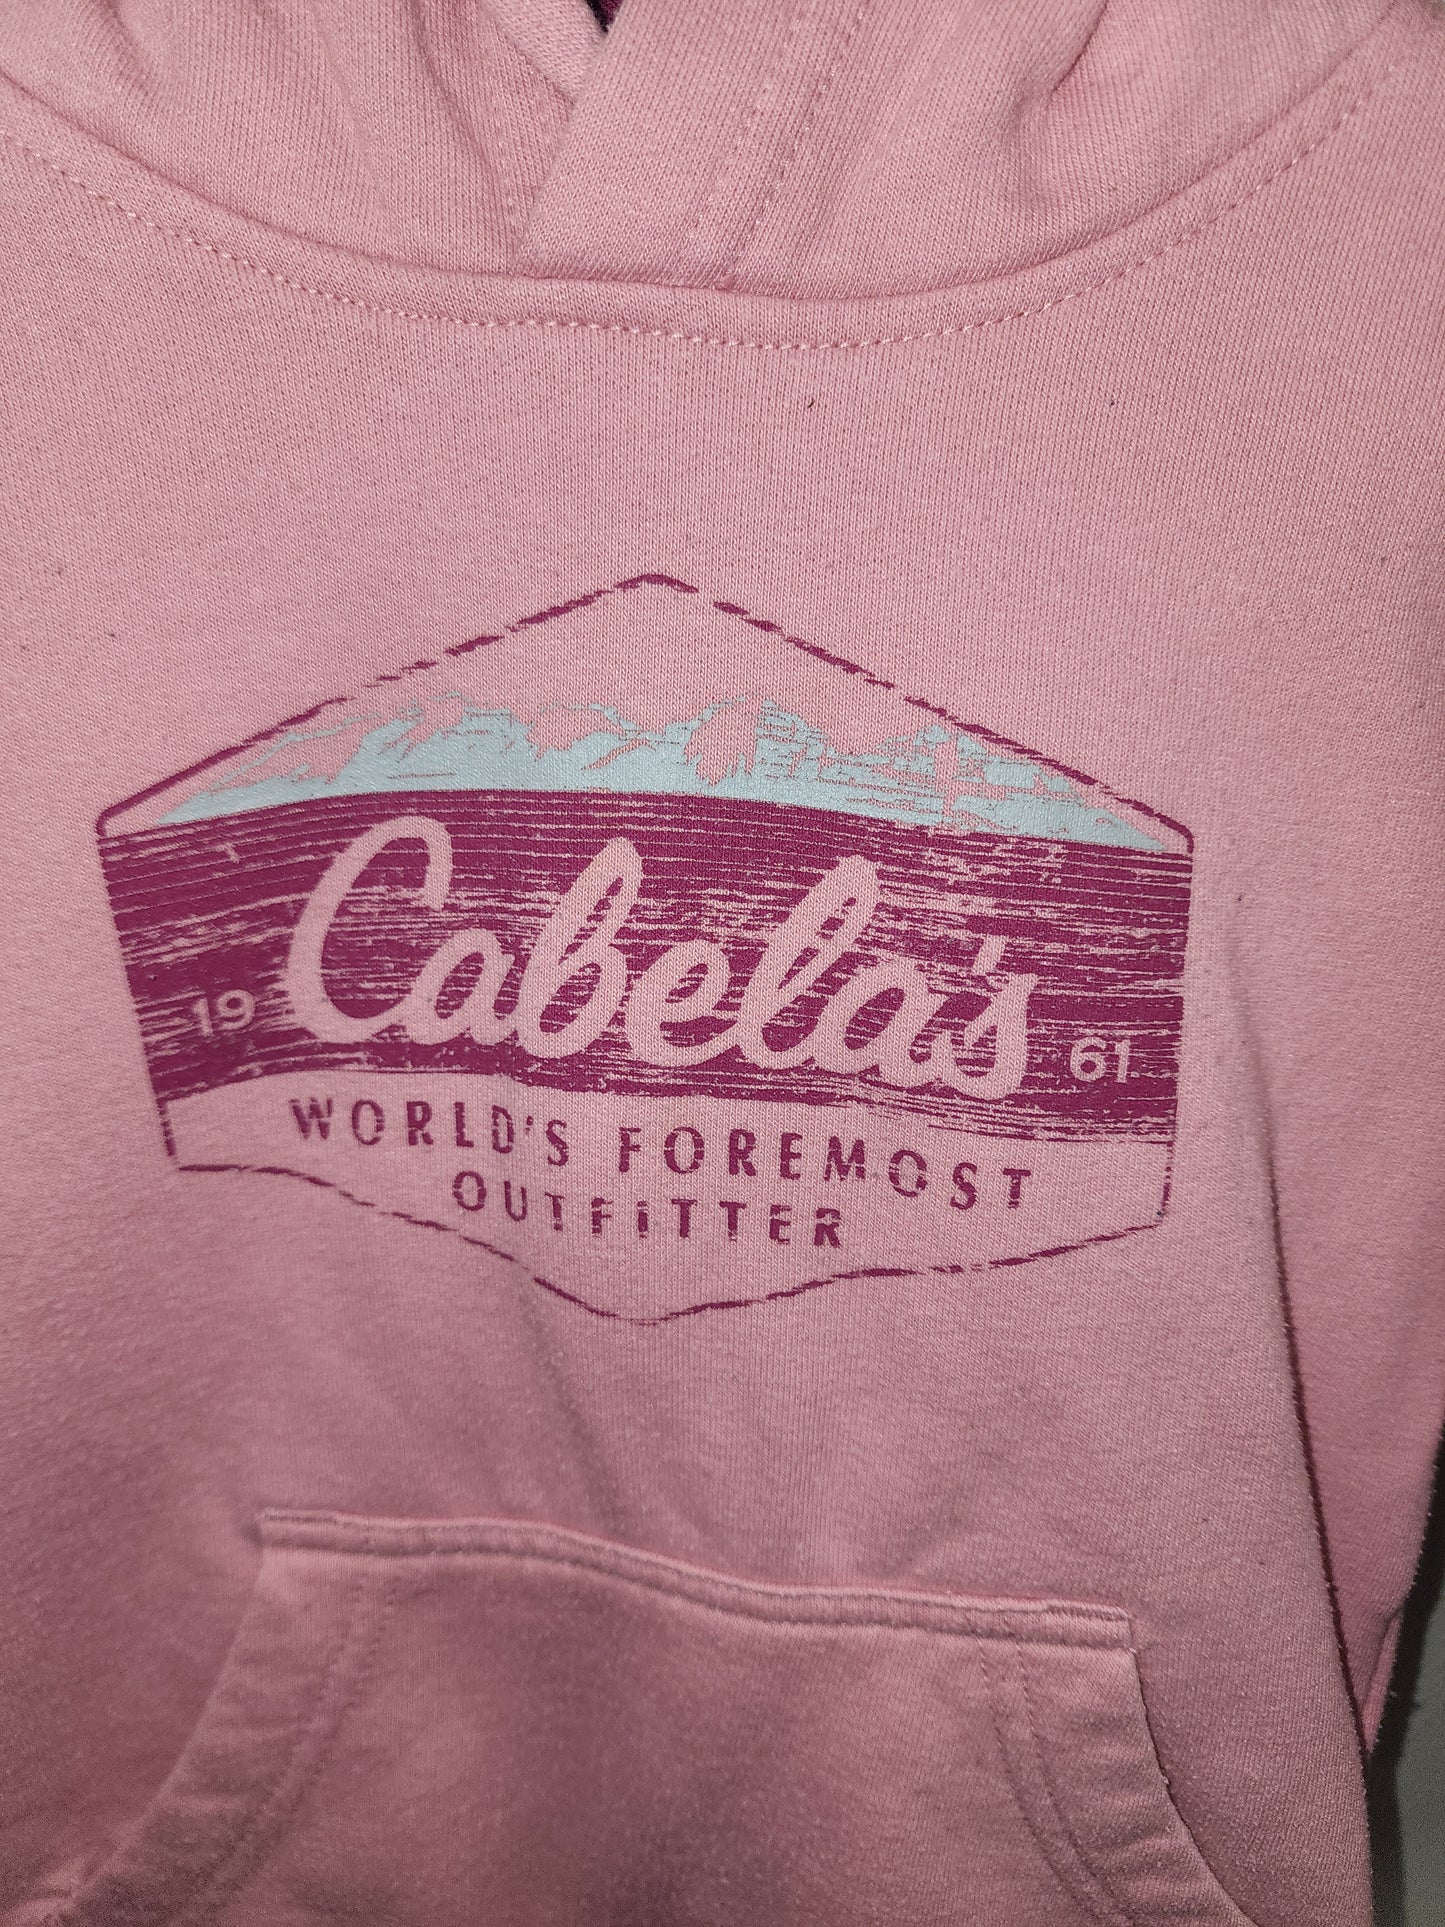 19 Cabela's 61
WORLD'S FOREMOST
OUTFITTER